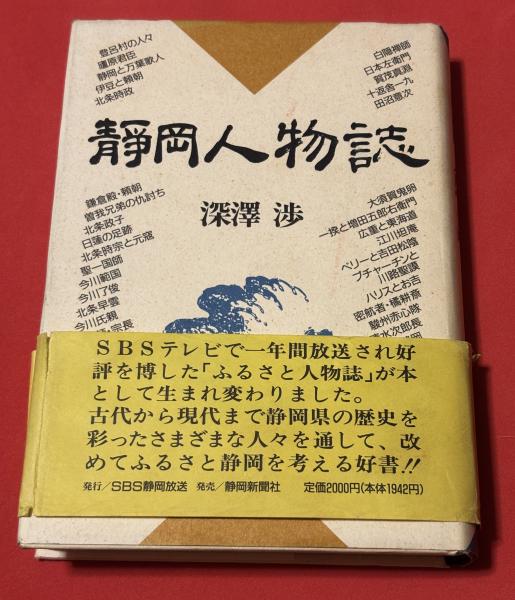 登呂村の人々
廬原君臣
静岡と万葉歌人
伊豆と頼朝
北条時政
白隠禅師
日本左衛門
賀茂真淵
十返舎一九
田沼意次
静岡人物誌
深澤 渉
鎌倉殿・頼朝
曽我兄弟の仇討ち
北条政子
日蓮の足跡
北条時宗と元寇
聖一国師
今川範国
今川了俊
北条早雲
今川氏親
・宗長
大須賀鬼卵
一揆と増田五郎右衛門
広重と東海道
江川坦庵
ペリーと吉田松陰
プチャーチンと
川路聖謨
ハリスとお吉
密航者・橘耕斎
駿州赤心隊
清水次郎長
SBSテレビで一年間放送され好
評を博した「ふるさと人物誌」が本
として生まれ変わりました。
古代から現代まで静岡県の歴史を
彩ったさまざまな人々を通して、改
めてふるさと静岡を考える好書!!
発行/SBS静岡放送 発売/静岡新聞社 定価2000円(本体1942円)